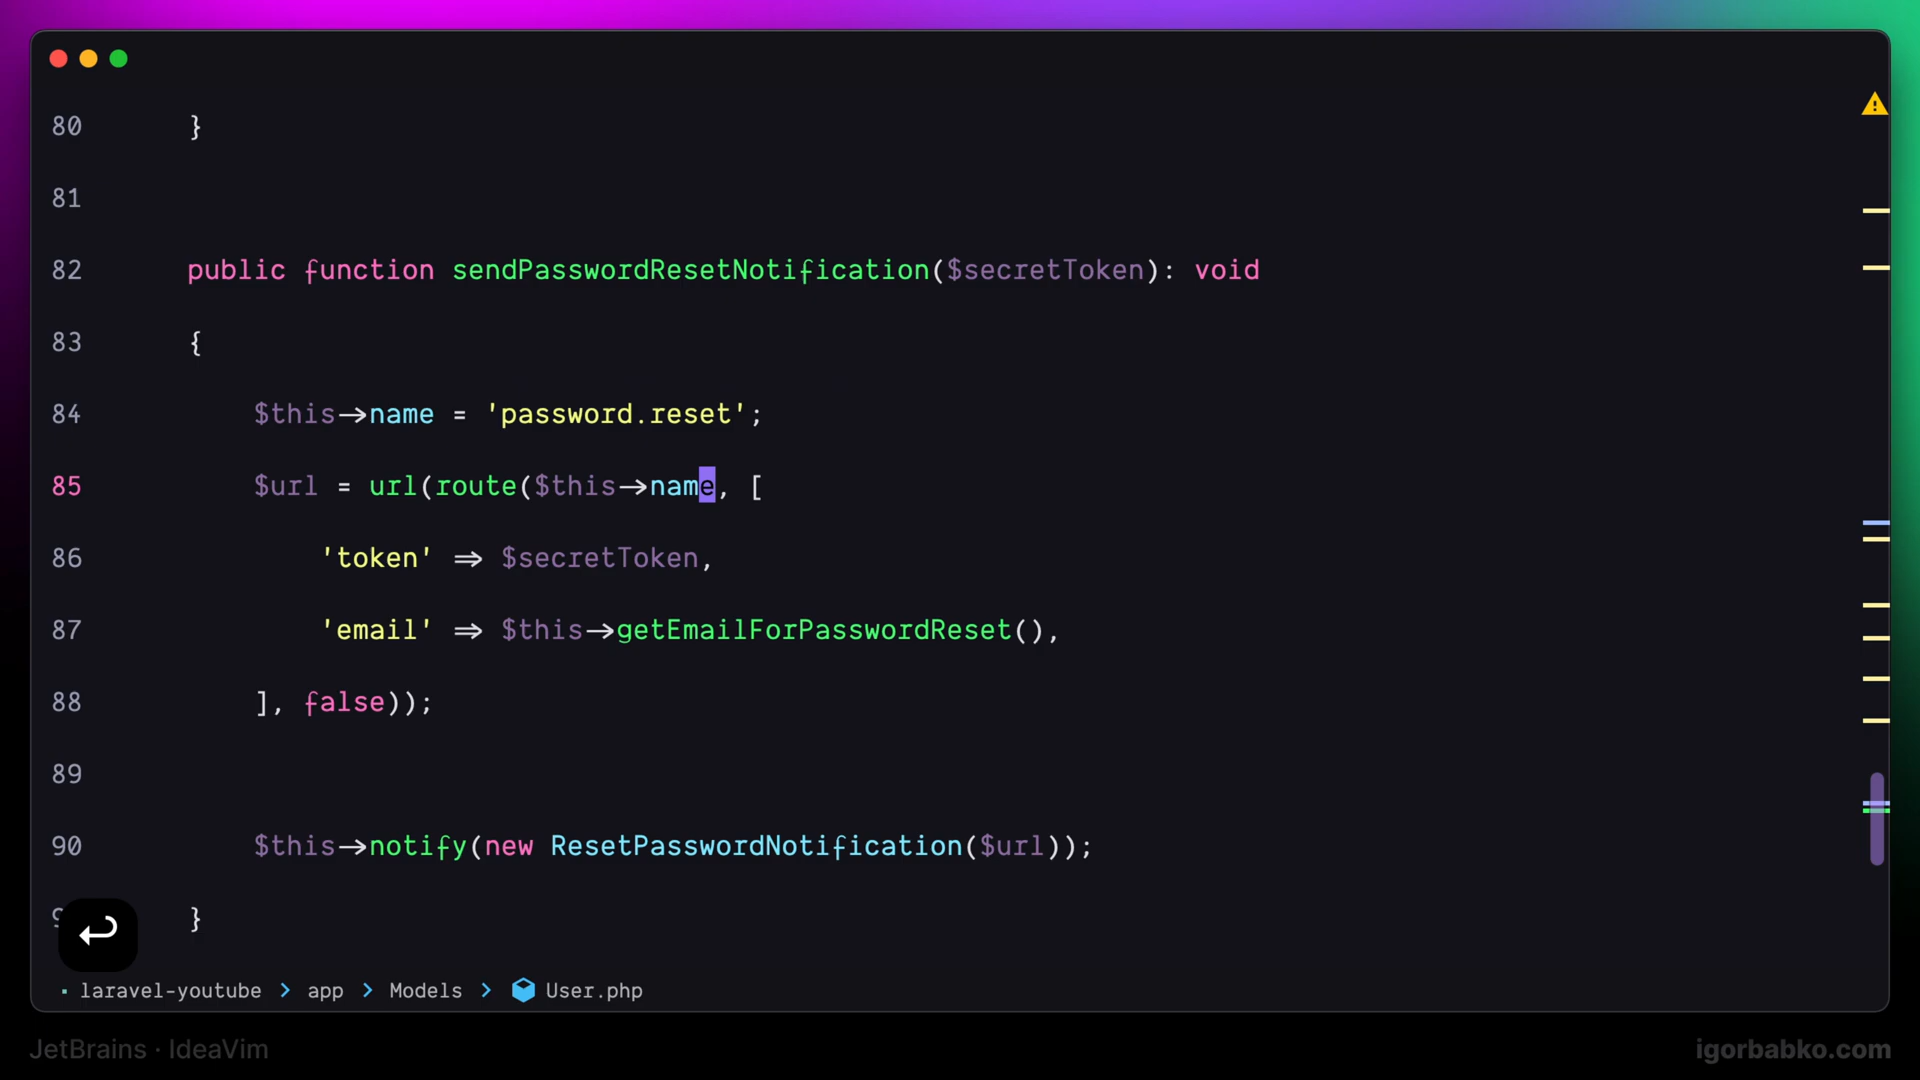 80 }
81
82 public function sendPasswordResetNotification($secretToken): void
83 {
84 $this->name = 'password.reset';
85 $url = url(route($this->name, [
86 'token' => $secretToken,
87 'email' => $this->getEmailForPasswordReset(),
88 ], false));
89
90 $this->notify(new ResetPasswordNotification($url));
}
laravel-youtube > app > Models > User.php
JetBrains · IdeaVim
igorbabko.com